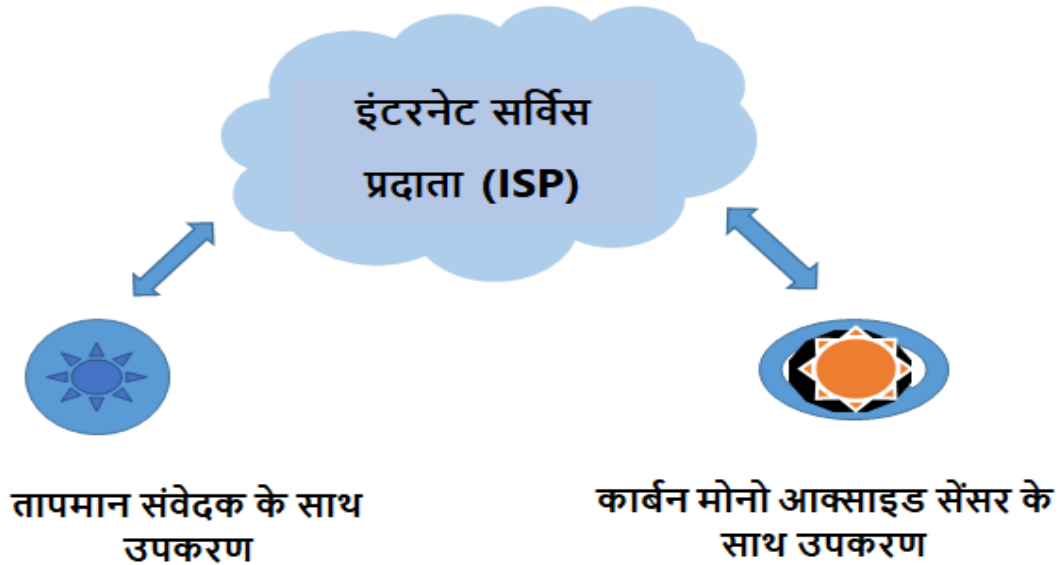 इंटरनेट सर्विस
प्रदाता (ISP)
तापमान संवेदक के साथ
उपकरण
कार्बन मोनो आक्साइड सेंसर के
साथ उपकरण